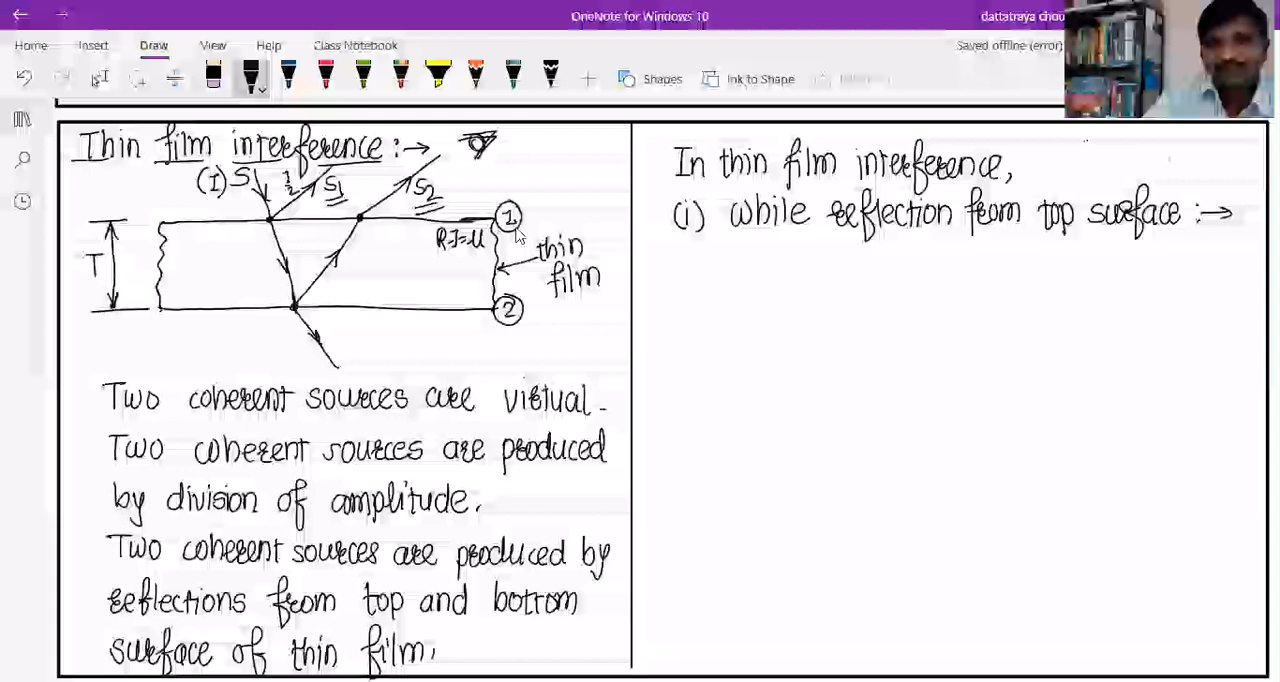 OneNote for Windows 10
dattatraya chou
Home Insert Draw View Help Class Notebook
Saved offline (error)
Shapes
Ink to Shape
Thin film interference :→
(I) S
S1
S2
1
R.I=μ
T
thin
film
2
Two coherent sources are virtual.
Two coherent sources are produced
by division of amplitude.
Two coherent sources are produced by
reflections from top and bottom
surface of thin film.
In thin film interference,
(i) while reflection from top surface :→